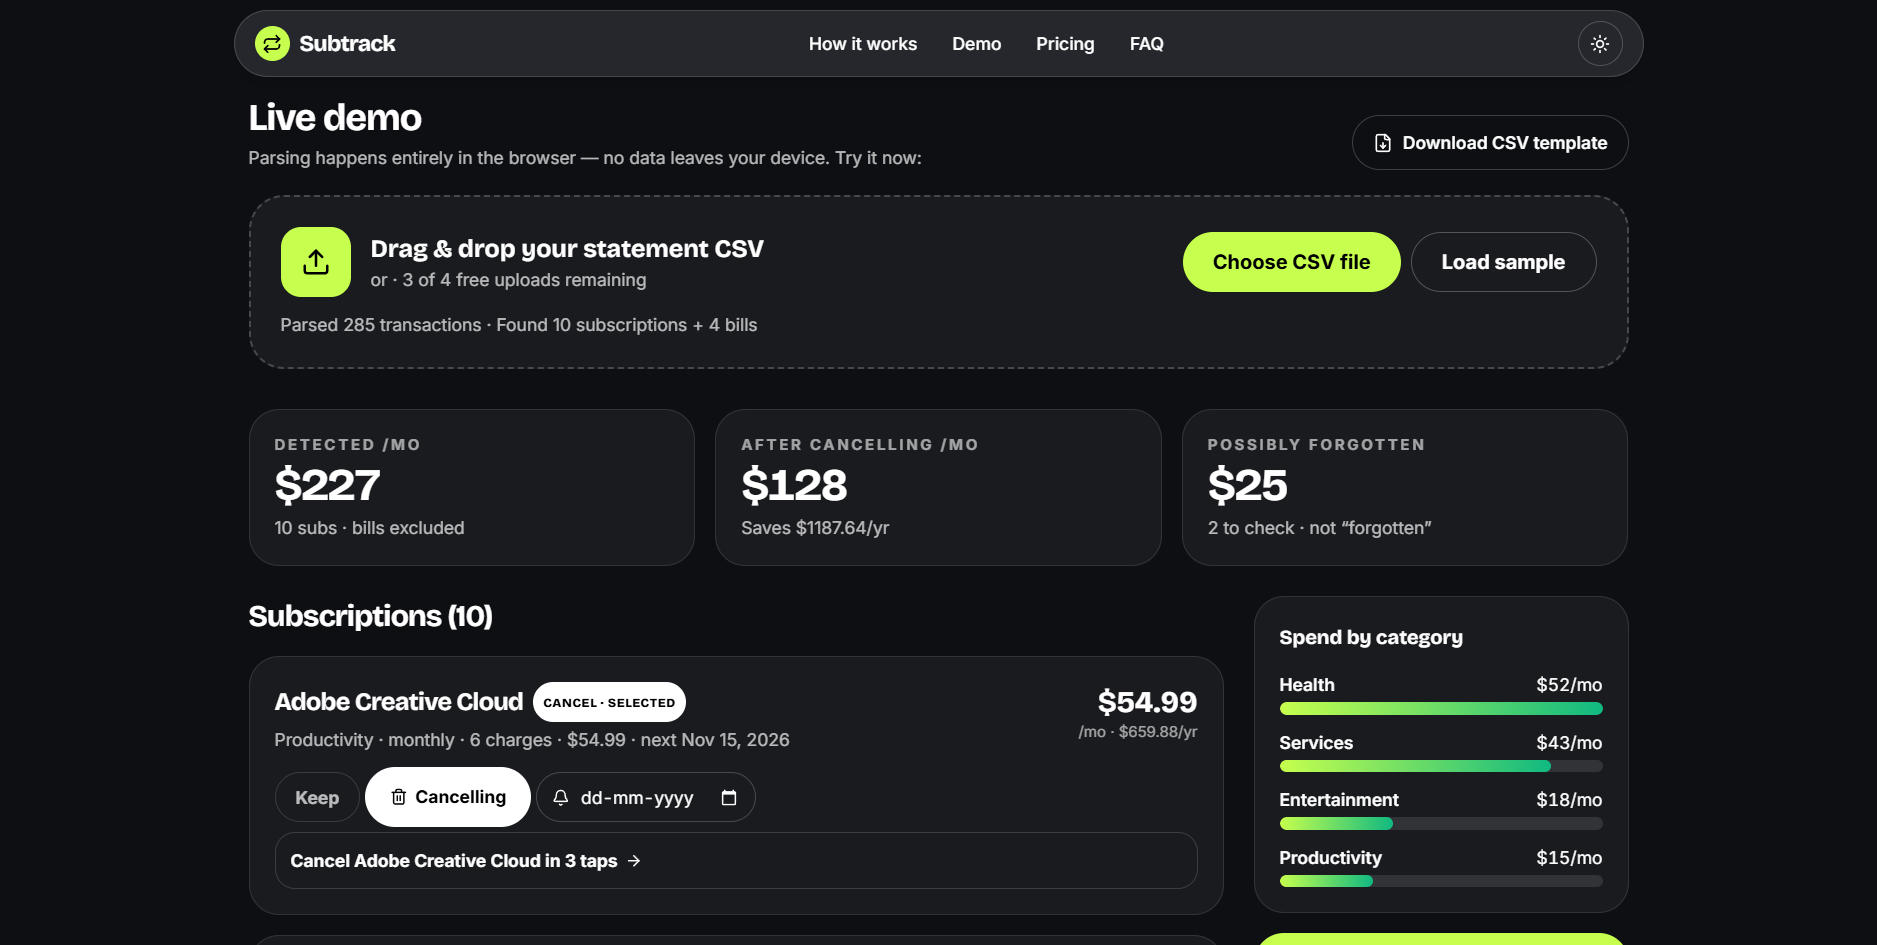 Subtrack
How it works
Demo
Pricing
FAQ
Live demo
Parsing happens entirely in the browser — no data leaves your device. Try it now:
Download CSV template
Drag & drop your statement CSV
or · 3 of 4 free uploads remaining
Choose CSV file
Load sample
Parsed 285 transactions · Found 10 subscriptions + 4 bills
DETECTED /MO
$227
10 subs · bills excluded
AFTER CANCELLING /MO
$128
Saves $1187.64/yr
POSSIBLY FORGOTTEN
$25
2 to check · not “forgotten”
Subscriptions (10)
Adobe Creative Cloud
CANCEL · SELECTED
$54.99
Productivity · monthly · 6 charges · $54.99 · next Nov 15, 2026
/mo · $659.88/yr
Keep
Cancelling
dd-mm-yyyy
Cancel Adobe Creative Cloud in 3 taps →
Spend by category
Health $52/mo
Services $43/mo
Entertainment $18/mo
Productivity $15/mo